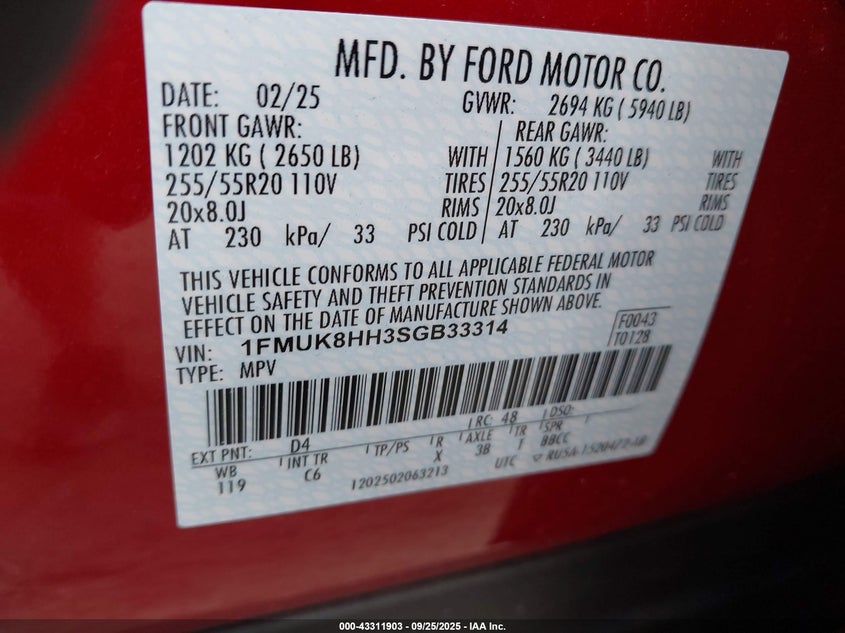 MFD. BY FORD MOTOR CO.
DATE: 02/25 GVWR: 2694 KG ( 5940 LB)
FRONT GAWR: REAR GAWR:
1202 KG ( 2650 LB) WITH 1560 KG ( 3440 LB) WITH
255/55R20 110V TIRES 255/55R20 110V TIRES
20x8.0J RIMS 20x8.0J RIMS
AT 230 kPa/ 33 PSI COLD AT 230 kPa/ 33 PSI COLD
THIS VEHICLE CONFORMS TO ALL APPLICABLE FEDERAL MOTOR
VEHICLE SAFETY AND THEFT PREVENTION STANDARDS IN
EFFECT ON THE DATE OF MANUFACTURE SHOWN ABOVE.
VIN: 1FMUK8HH3SGB33314 F0043
TYPE: MPV T0128
EXT PNT: D4 RC: 48 DSO:
WB INT TR TP/PS R AXLE TR SPR
119 C6 X 3B T BBCC
1202502063213 UTC
000-43311903 - 09/25/2025 - IAA Inc.